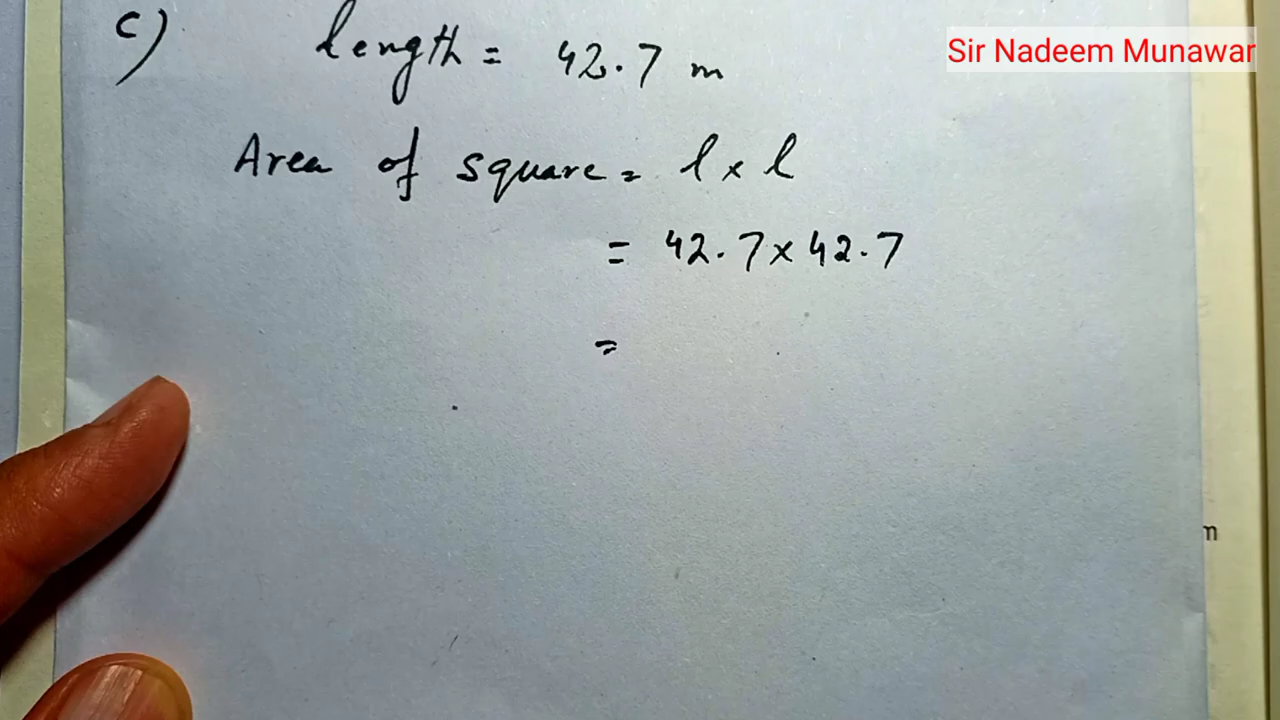 Sir Nadeem Munawar
c) length = 42.7 m
Area of square = l x l
= 42.7 x 42.7
=
m